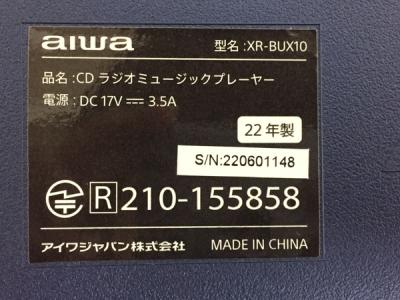 aiwa 型名:XR-BUX10
品名:CD ラジオミュージックプレーヤー
電源:DC 17V⎓3.5A
22 年製
S/N:220601148
R 210-155858
アイワジャパン株式会社 MADE IN CHINA